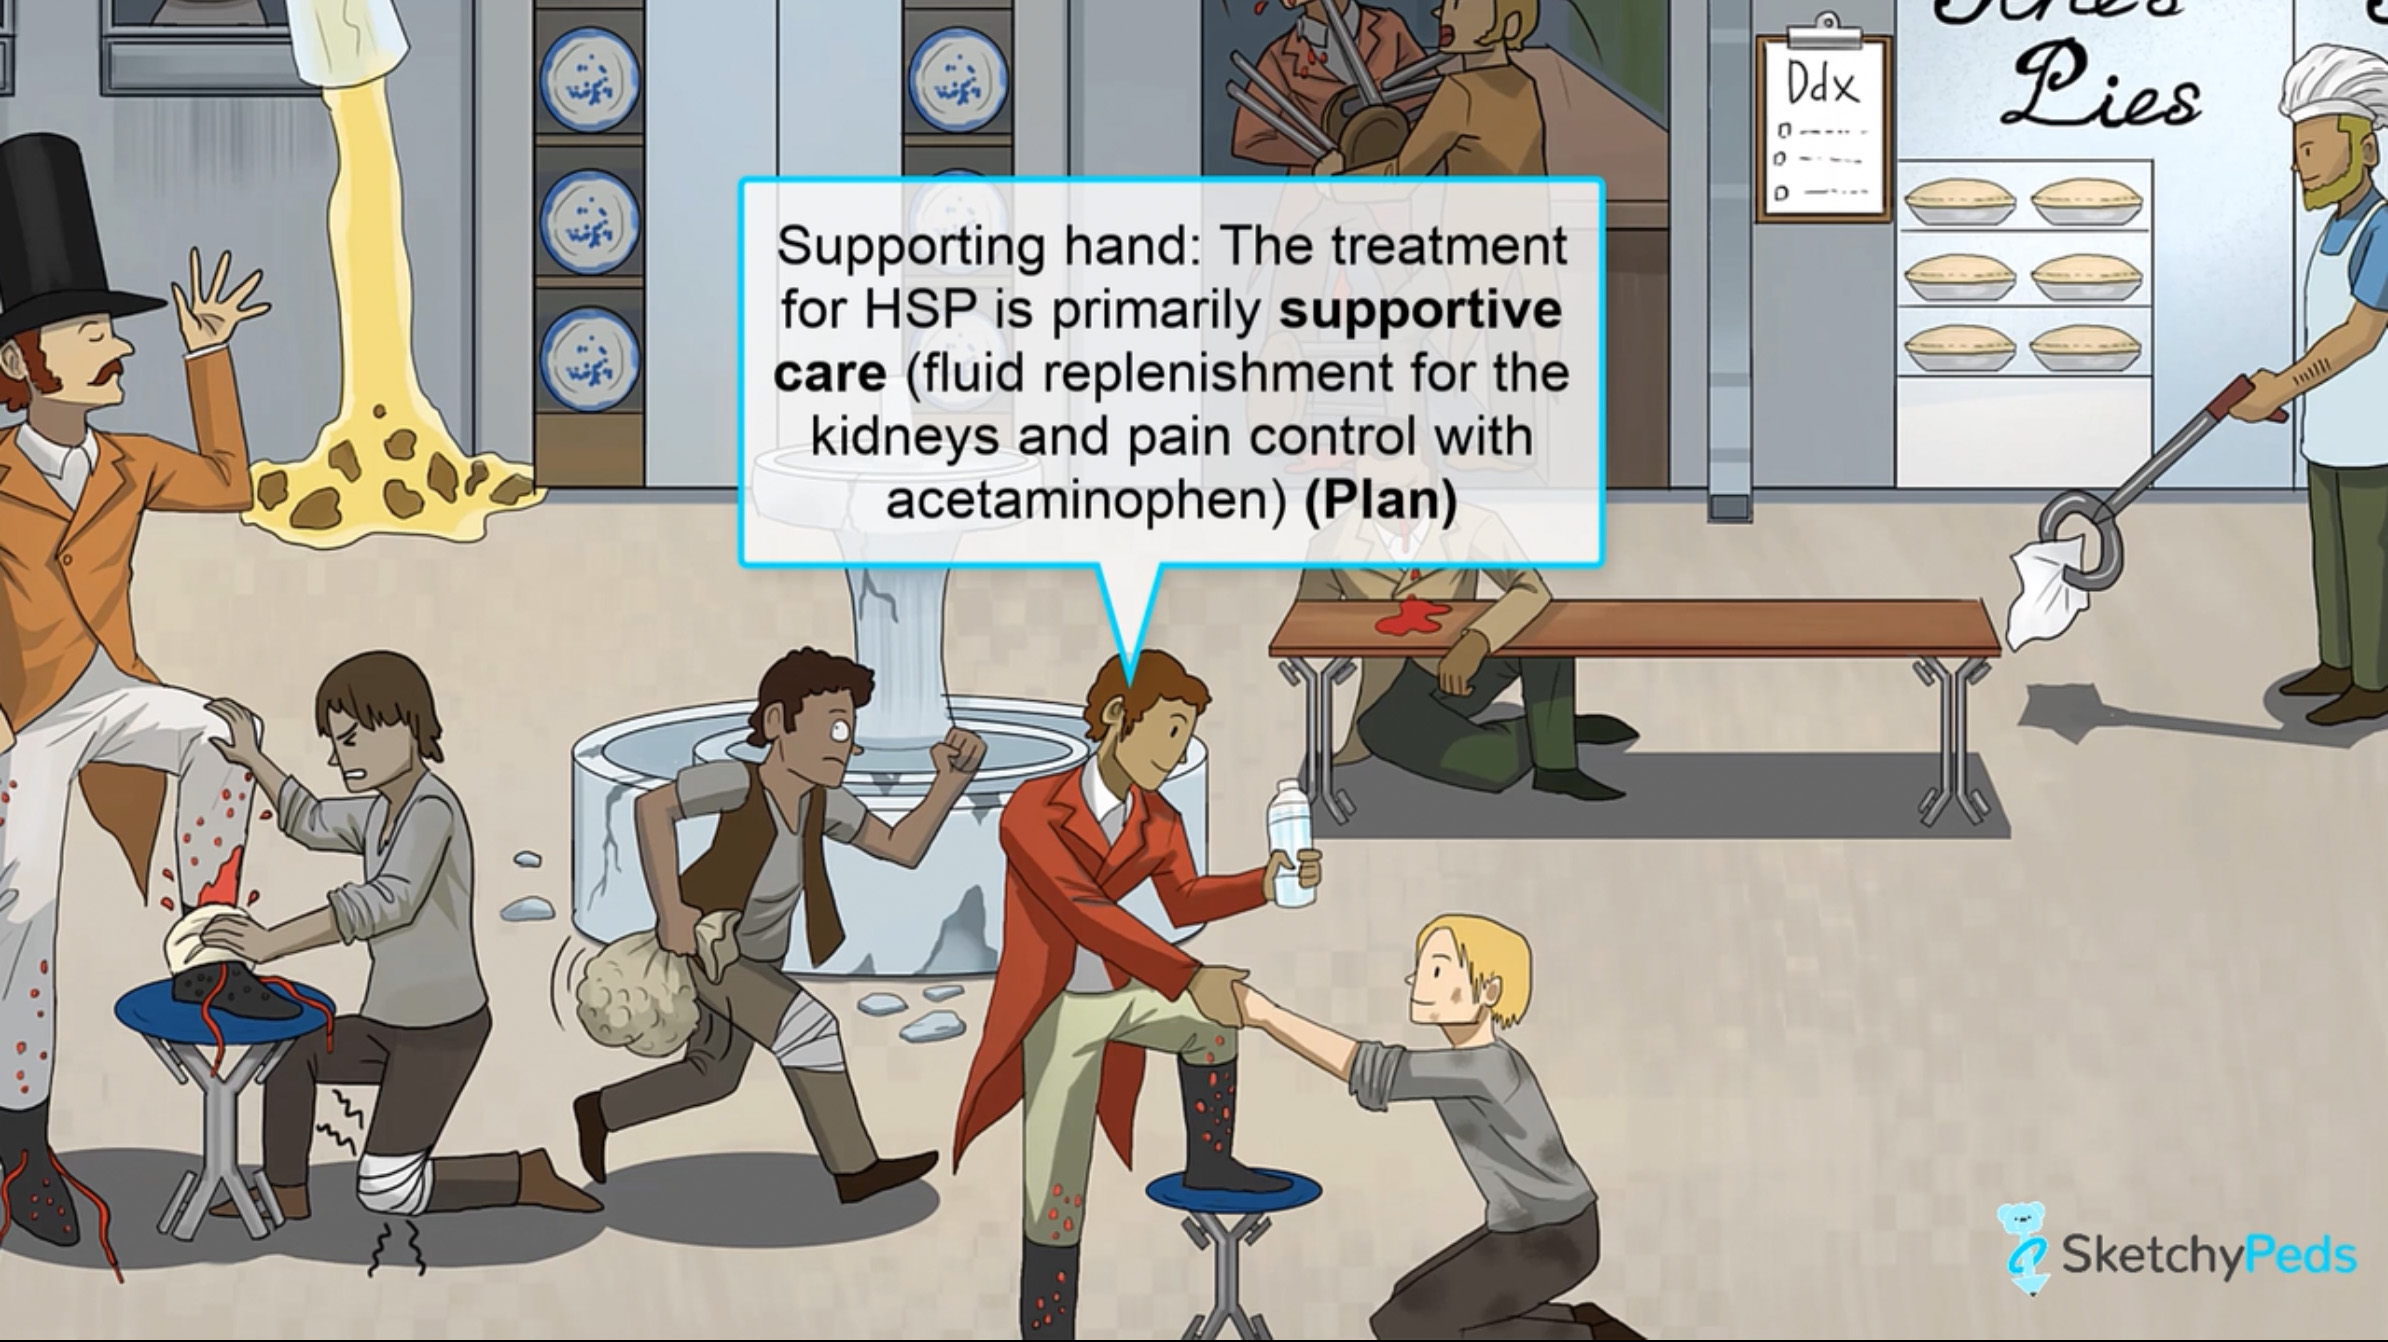 Ddx
Pies
Supporting hand: The treatment
for HSP is primarily supportive
care (fluid replenishment for the
kidneys and pain control with
acetaminophen) (Plan)
SketchyPeds